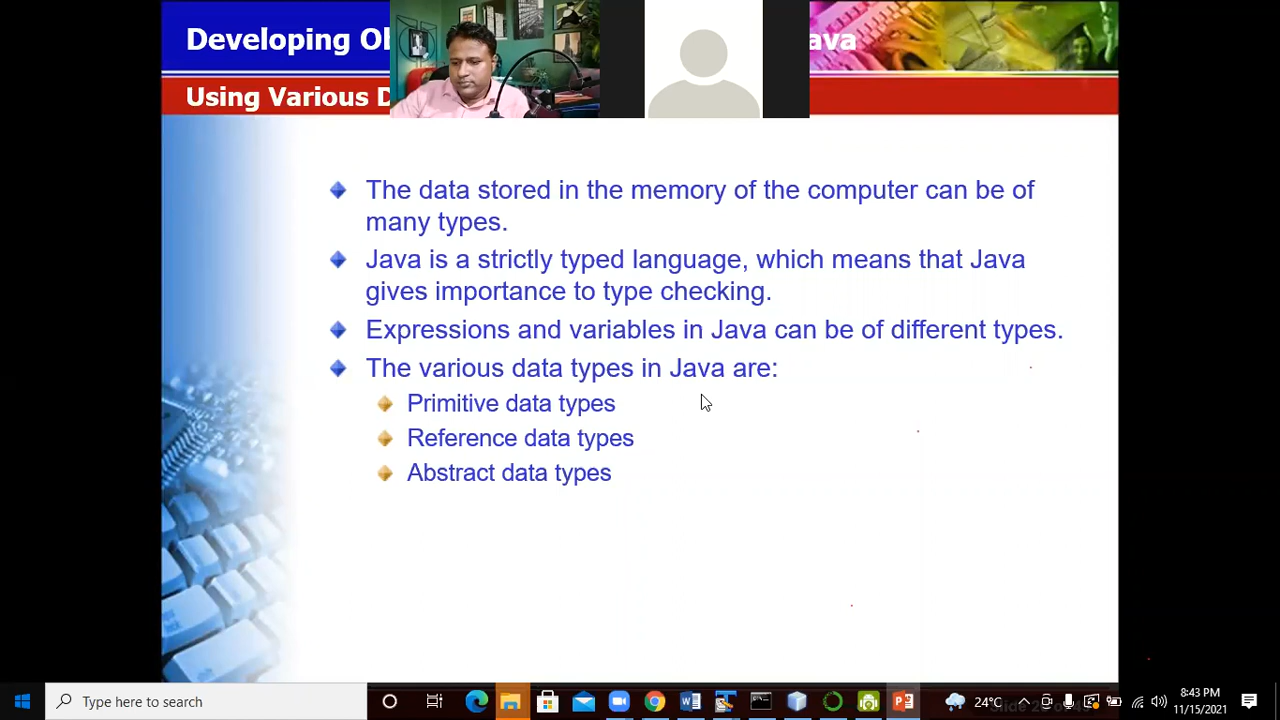 Developing Ob
ava
Using Various D
The data stored in the memory of the computer can be of
many types.
Java is a strictly typed language, which means that Java
gives importance to type checking.
Expressions and variables in Java can be of different types.
The various data types in Java are:
Primitive data types
Reference data types
Abstract data types
Type here to search
24°C
8:43 PM
11/15/2021